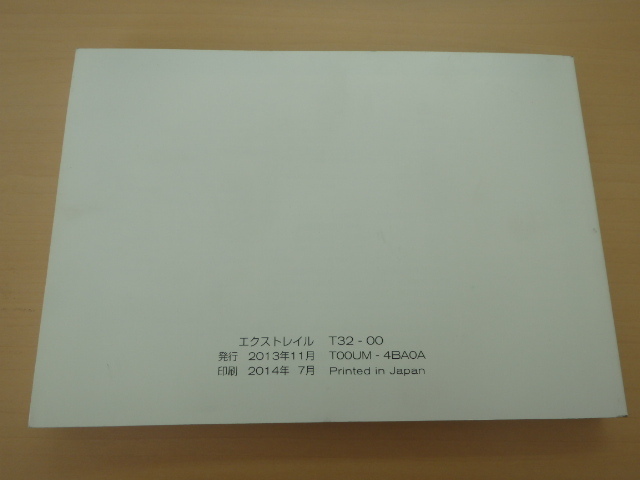 エクストレイル T32-00
発行 2013年11月 T00UM-4BA0A
印刷 2014年 7月 Printed in Japan